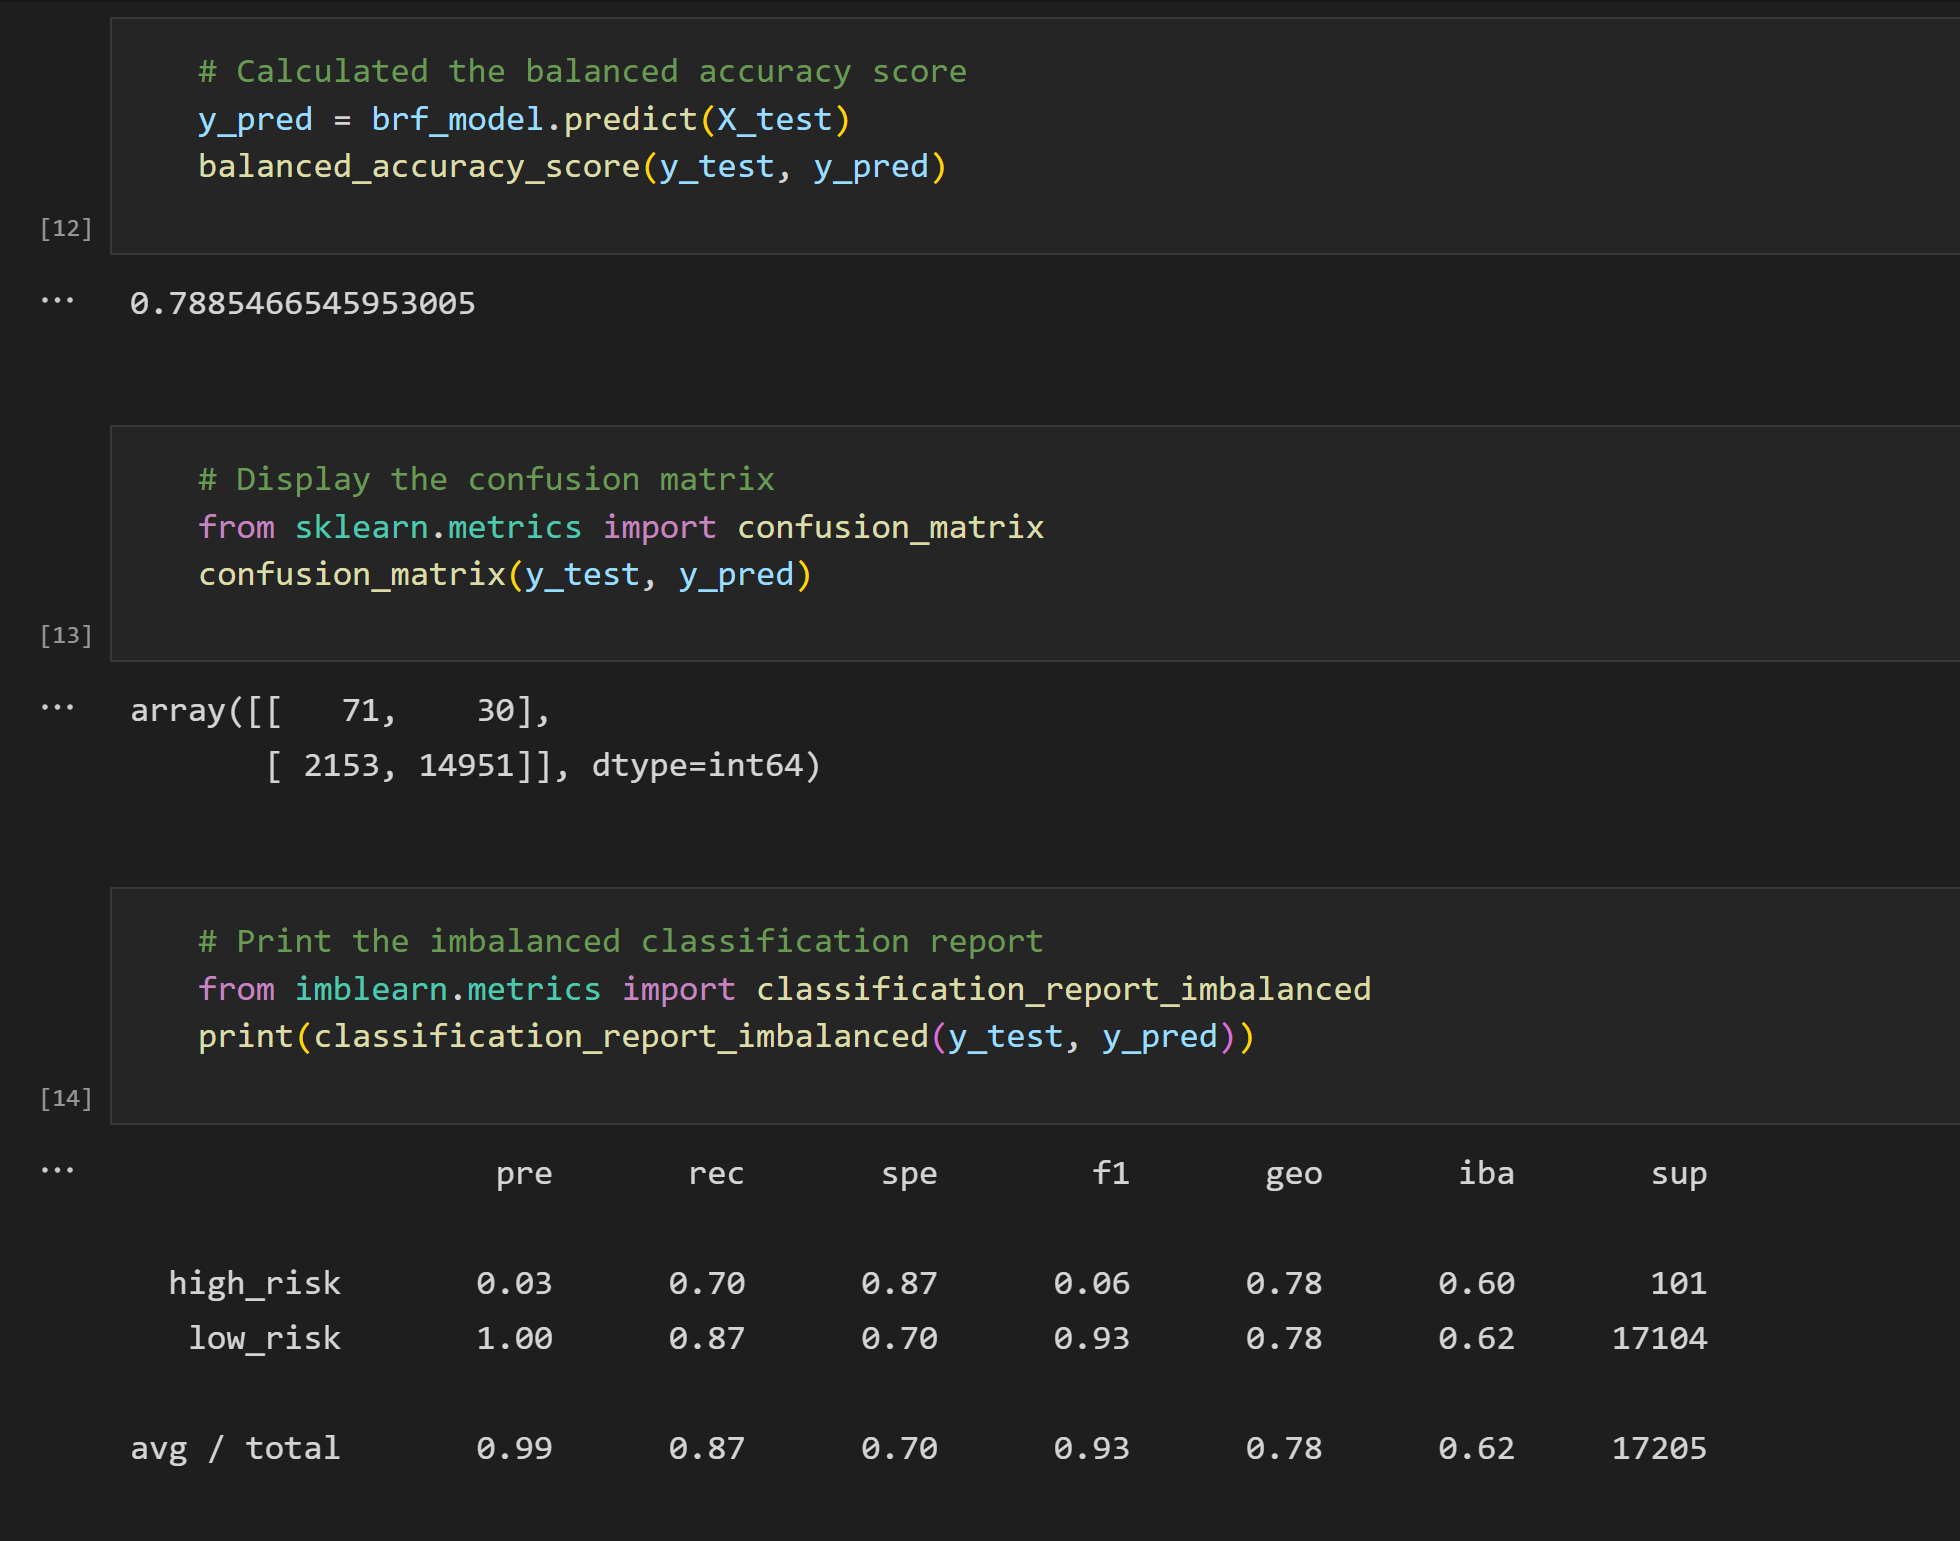 # Calculated the balanced accuracy score
y_pred = brf_model.predict(X_test)
balanced_accuracy_score(y_test, y_pred)
[12]
... 0.7885466545953005
# Display the confusion matrix
from sklearn.metrics import confusion_matrix
confusion_matrix(y_test, y_pred)
[13]
... array([[   71,    30],
       [ 2153, 14951]], dtype=int64)
# Print the imbalanced classification report
from imblearn.metrics import classification_report_imbalanced
print(classification_report_imbalanced(y_test, y_pred))
[14]
... pre       rec       spe        f1       geo       iba       sup
high_risk       0.03      0.70      0.87      0.06      0.78      0.60       101
low_risk       1.00      0.87      0.70      0.93      0.78      0.62     17104
avg / total       0.99      0.87      0.70      0.93      0.78      0.62     17205